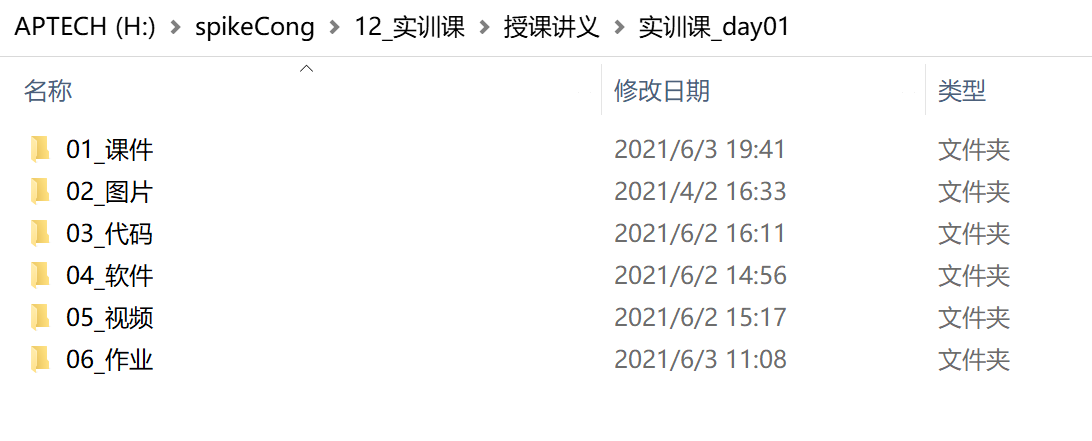 APTECH (H:) > spikeCong > 12_实训课 > 授课讲义 > 实训课_day01
名称 修改日期 类型
01_课件 2021/6/3 19:41 文件夹
02_图片 2021/4/2 16:33 文件夹
03_代码 2021/6/2 16:11 文件夹
04_软件 2021/6/2 14:56 文件夹
05_视频 2021/6/2 15:17 文件夹
06_作业 2021/6/3 11:08 文件夹